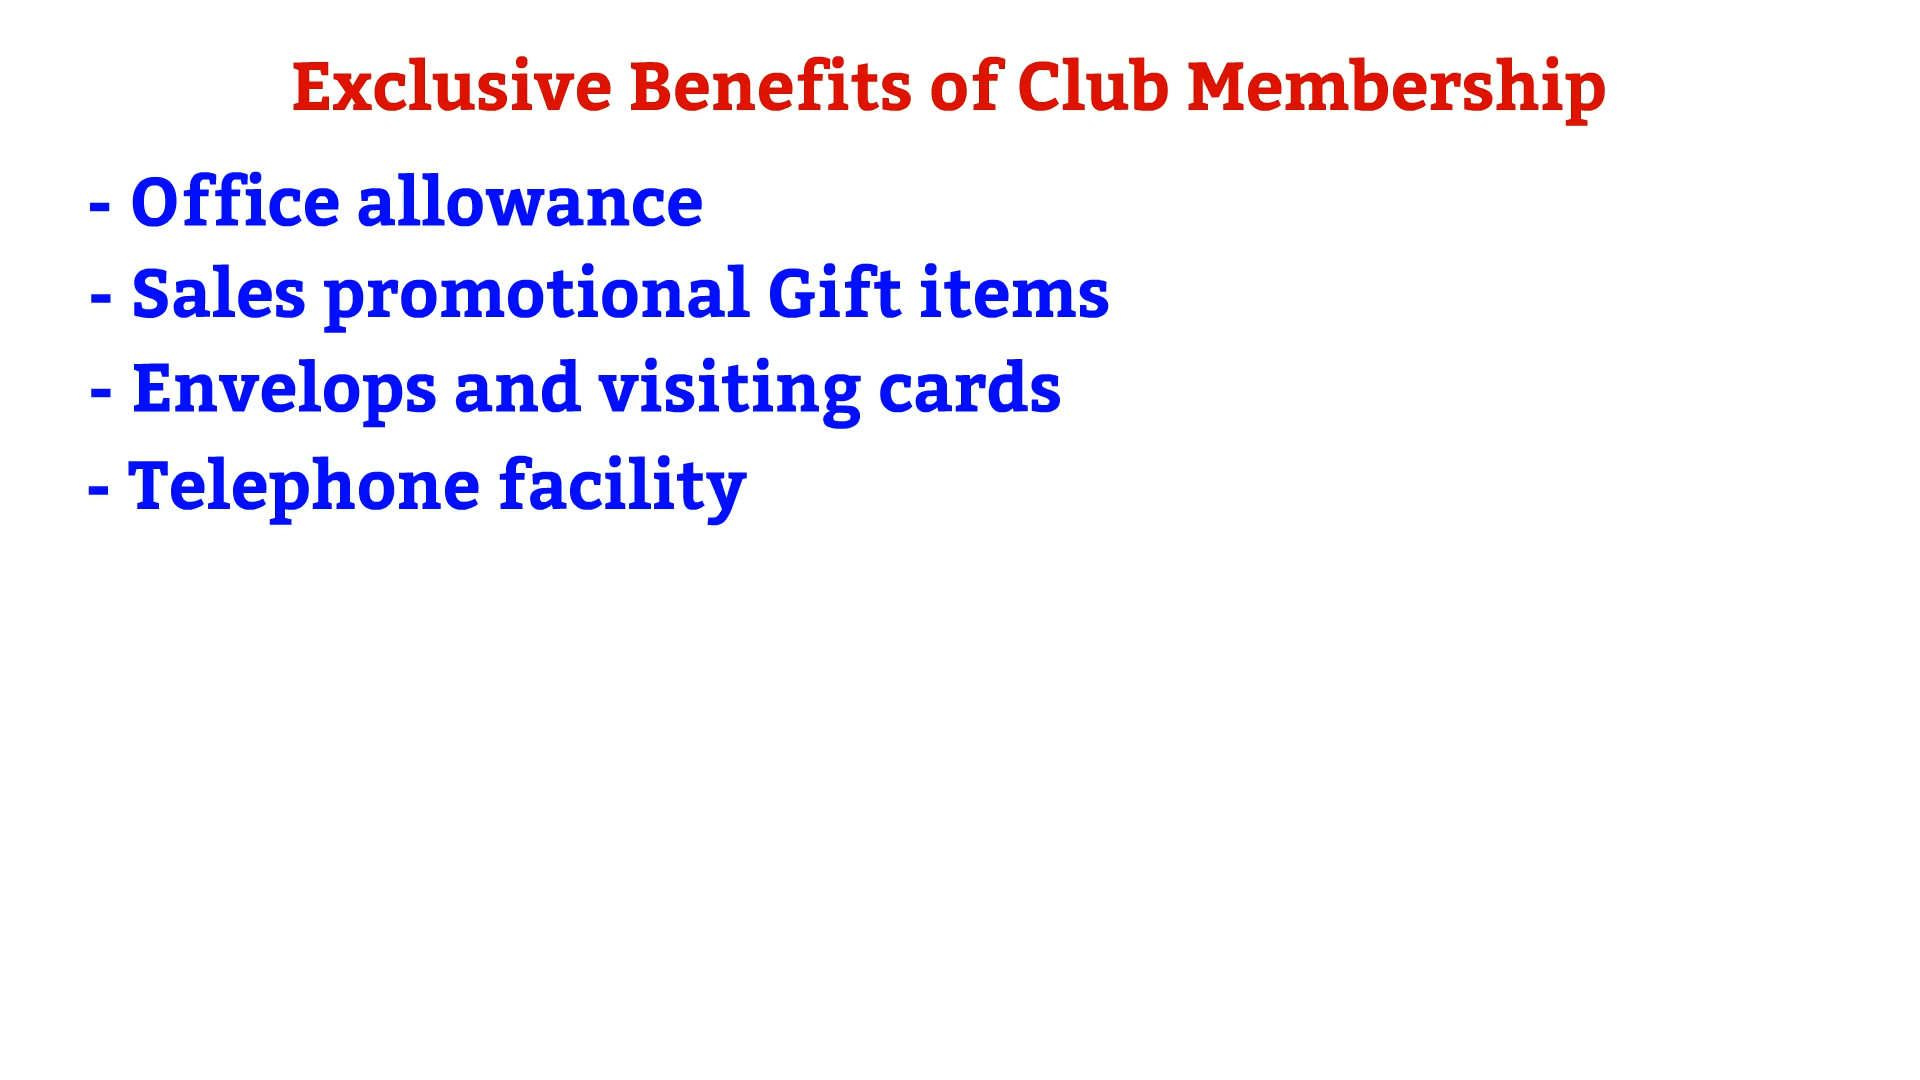 Exclusive Benefits of Club Membership
- Office allowance
- Sales promotional Gift items
- Envelops and visiting cards
- Telephone facility